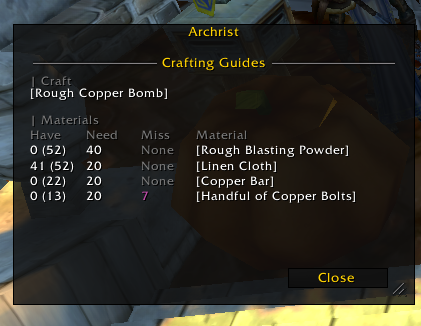 Archrist
Crafting Guides
| Craft
[Rough Copper Bomb]
| Materials
Have Need Miss Material
0 (52) 40 None [Rough Blasting Powder]
41 (52) 20 None [Linen Cloth]
0 (22) 20 None [Copper Bar]
0 (13) 20 7 [Handful of Copper Bolts]
Close